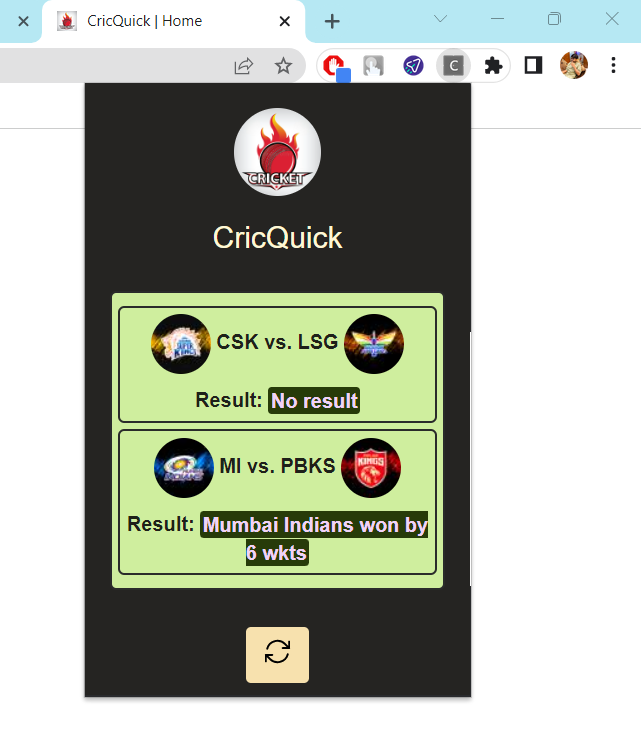 CricQuick | Home
C
CRICKET
CricQuick
CSK vs. LSG
Result: No result
MI vs. PBKS
KINGS
Result: Mumbai Indians won by
6 wkts